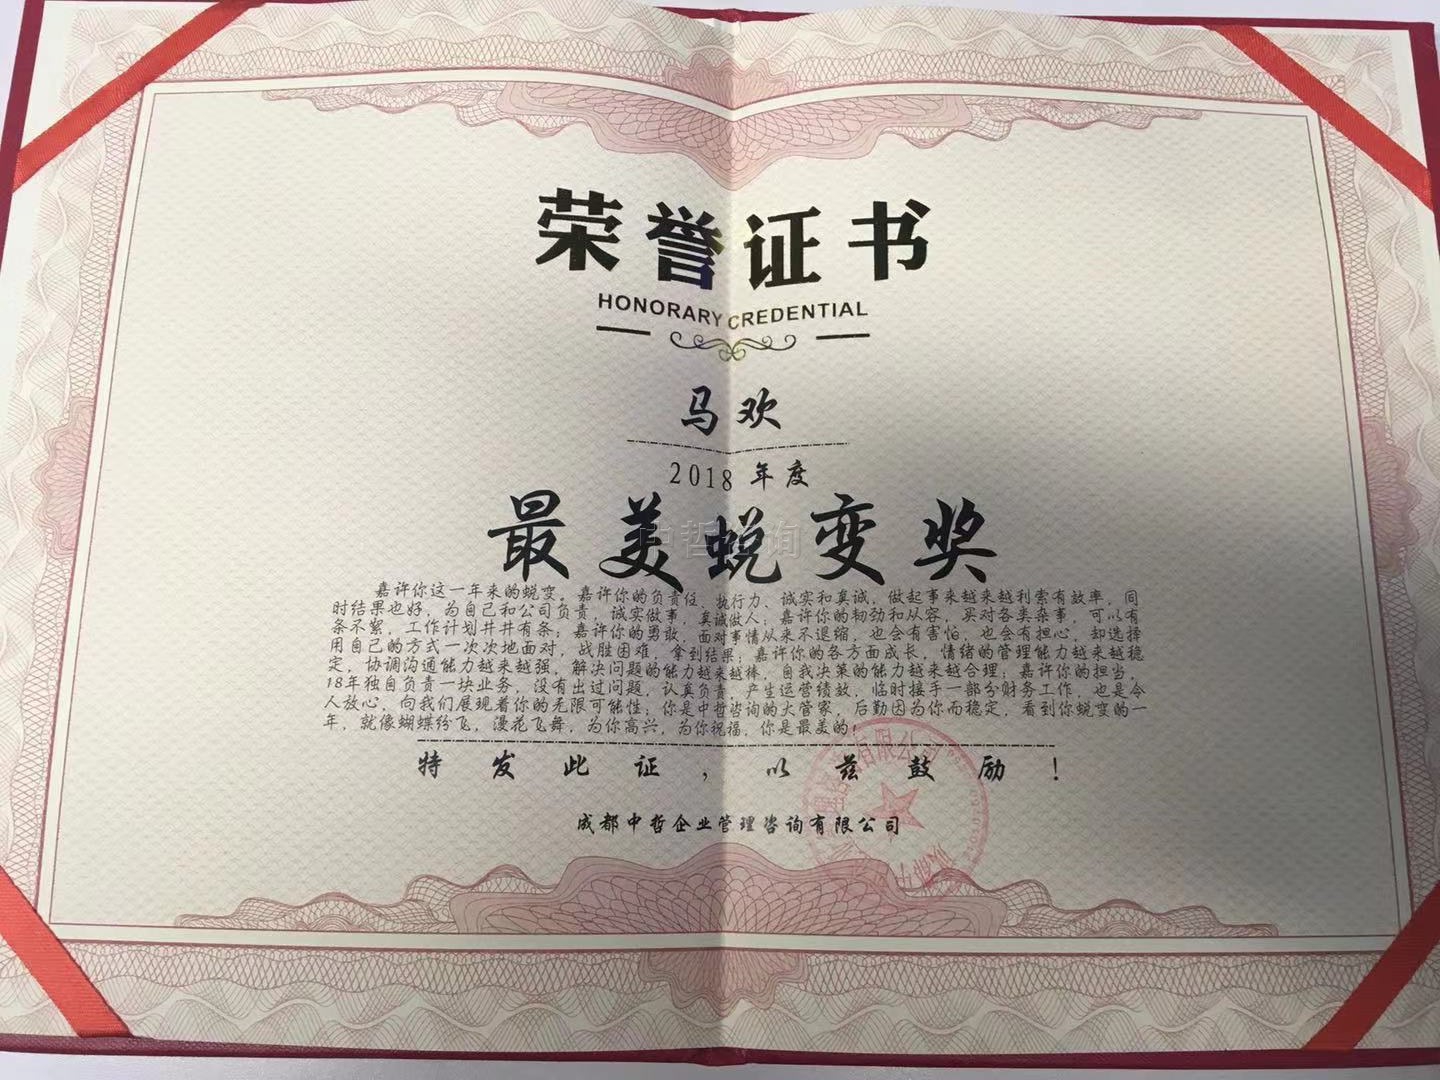 荣誉证书
HONORARY CREDENTIAL
马欢
2018 年度
最美蜕变奖
中哲咨询
嘉许你这一年来的蜕变。嘉许你的负责任、执行力、诚实和真诚，做起事来越来越利索有效率，同
时结果也好，为自己和公司负责，诚实做事，真诚做人；嘉许你的韧劲和从容，买对各类杂事，可以有
条不紊，工作计划井井有条；嘉许你的勇敢，面对事情从来不退缩，也会有害怕，也会有担心，却选择
用自己的方式一次次地面对，战胜困难，拿到结果；嘉许你的各方面成长，情绪的管理能力越来越稳
定，协调沟通能力越来越强，解决问题的能力越来越棒，自我决策的能力越来越合理；嘉许你的担当，
18年独自负责一块业务，没有出过问题，认真负责，产生运营绩效，临时接手一部分财务工作，也是令
人放心，向我们展现着你的无限可能性；你是中哲咨询的大管家，后勤因为你而稳定，看到你蜕变的一
年，就像蝴蝶纷飞，漫花飞舞，为你高兴，为你祝福，你是最美的！
特发此证，以兹鼓励！
成都中哲企业管理咨询有限公司